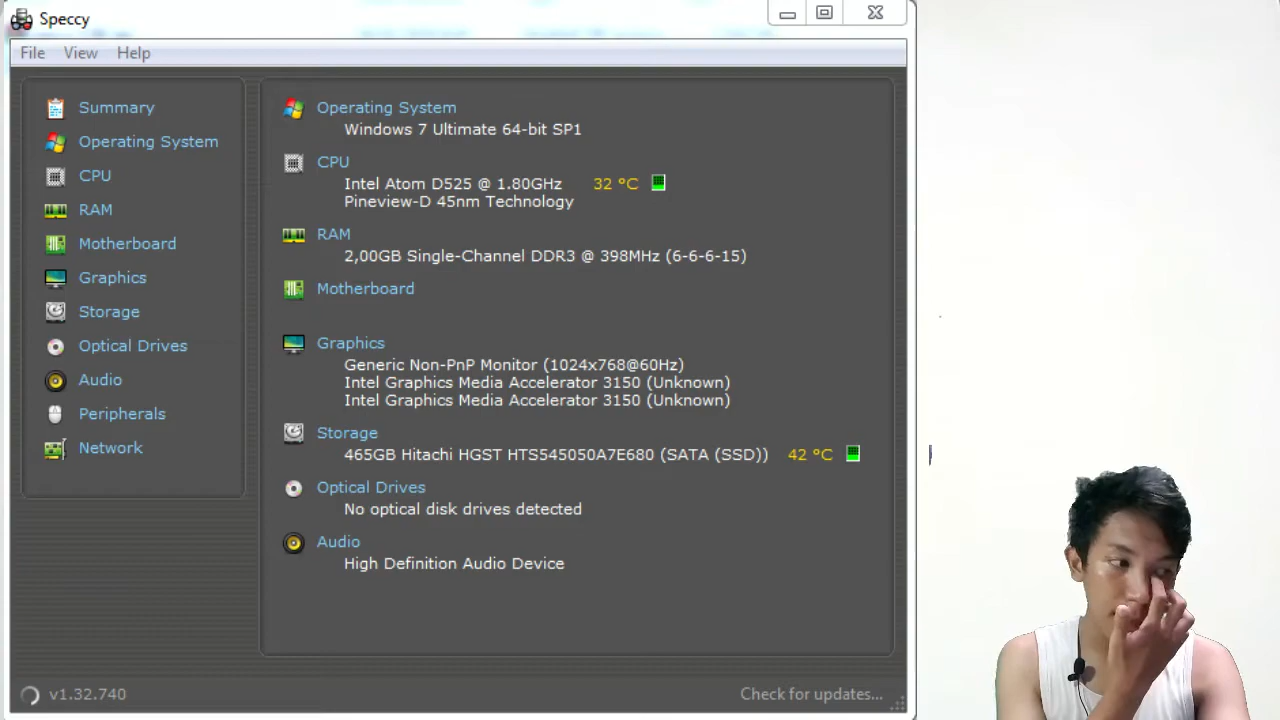 Speccy
File View Help
Summary
Operating System
CPU
RAM
Motherboard
Graphics
Storage
Optical Drives
Audio
Peripherals
Network
Operating System
Windows 7 Ultimate 64-bit SP1
CPU
Intel Atom D525 @ 1.80GHz 32 °C
Pineview-D 45nm Technology
RAM
2,00GB Single-Channel DDR3 @ 398MHz (6-6-6-15)
Motherboard
Graphics
Generic Non-PnP Monitor (1024x768@60Hz)
Intel Graphics Media Accelerator 3150 (Unknown)
Intel Graphics Media Accelerator 3150 (Unknown)
Storage
465GB Hitachi HGST HTS545050A7E680 (SATA (SSD)) 42 °C
Optical Drives
No optical disk drives detected
Audio
High Definition Audio Device
v1.32.740
Check for updates...